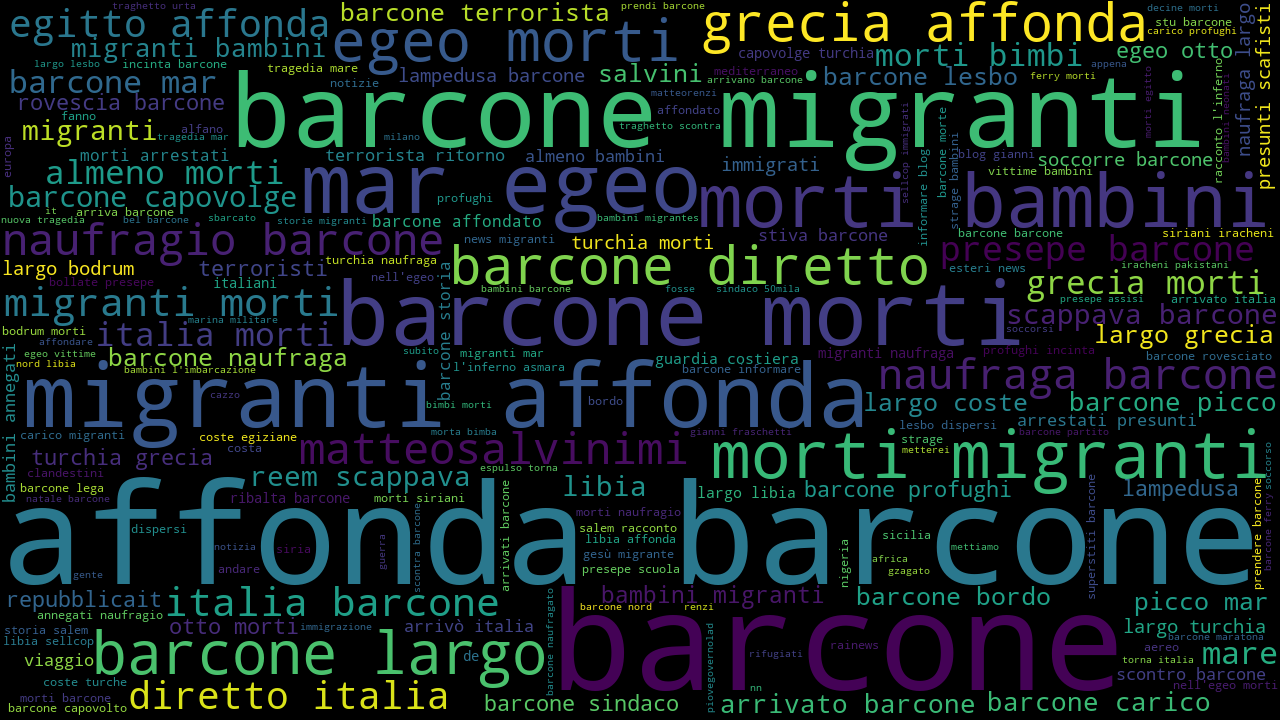 traghetto urta
prendi barcone
decine morti
egitto affonda
barcone terrorista
grecia affonda
stu barcone
carico profughi
presunti scafisti
naufraga largo
migranti bambini
egeo morti
capovolge turchia
morti bimbi
egeo otto
largo lesbo
incinta barcone
tragedia mare
lampedusa barcone
salvini
mediterraneo
arrivano barcone
barcone lesbo
ferry morti
appena
barcone mar
notizie
matteorenzi
rovescia barcone
affondato
fanno
barcone migranti
migranti
alfano
tragedia mar
milano
traghetto scontra
europa
sellcop immigrati
barcone morte
morti egitto
racconto l'inferno
bambini neonati
morti arrestati
terrorista ritorno
almeno bambini
immigrati
informare blog
strage bambini
blog gianni
soccorre barcone
almeno morti
vittime bambini
barcone capovolge
mar egeo
profughi
morti bambini
it
arriva barcone
nuova tragedia
bel barcone
sbarcato
storie migranti
barcone affondato
bambini migrantes
naufragio barcone
news migranti
turchia morti
stiva barcone
barcone barcone
siriani iracheni
presepe barcone
largo bodrum
terroristi
turchia naufraga
nell'egeo
barcone storia
barcone diretto
esteri news
iracheni pakistani
bollate presepe
italiani
bambini barcone
fosse
sindaco 50mila
grecia morti
migranti morti
barcone morti
presepe assisi
arrivato italia
marina militare
scappava barcone
bodrum morti
italia morti
soccorsi
largo grecia
affondare
egeo vittime
nord libia
barcone naufraga
subito
migranti mar
guardia costiera
migranti naufraga
profughi incinta
barcone rovesciato
bambini l'imbarcazione
l'inferno asmara
barcone informare
naufraga barcone
bambini annegati
migranti affonda
cazzo
bimbi morti
bordo
largo coste
barcone picco
lesbo dispersi
arrestati presunti
carico migranti
coste egiziane
costa
morta bimba
gianni fraschetti
barcone partito
turchia grecia
matteosalvinimi
morti migranti
strage
metterei
clandestini
reem scappava
espulso torna
soccorso
barcone lega
libia
largo libia
barcone profughi
lampedusa
natale barcone
ribalta barcone
morti siriani
affonda barcone
dispersi
scontra barcone
arrivati barcone
morti naufragio
salem racconto
libia affonda
gesù migrante
presepe scuola
superstiti barcone
prendere barcone
barcone ferry
sicilia
notizia
siria
guerra
nigeria
mettiamo
africa
gzagato
gente
andare
repubblicait
italia barcone
bambini migranti
barcone bordo
picco mar
annegati naufragio
barcone nord
renzi
barcone
storia salem
otto morti
immigrazione
arrivò italia
barcone naufragato
largo turchia
libia sellcop
barcone maratona
piovegovernolad
rainews
aereo
viaggio
barcone largo
de
rifugiati
torna italia
mare
scontro barcone
coste turche
nell'egeo morti
morti barcone
nn
barcone capovolto
diretto italia
barcone sindaco
arrivato barcone
barcone carico